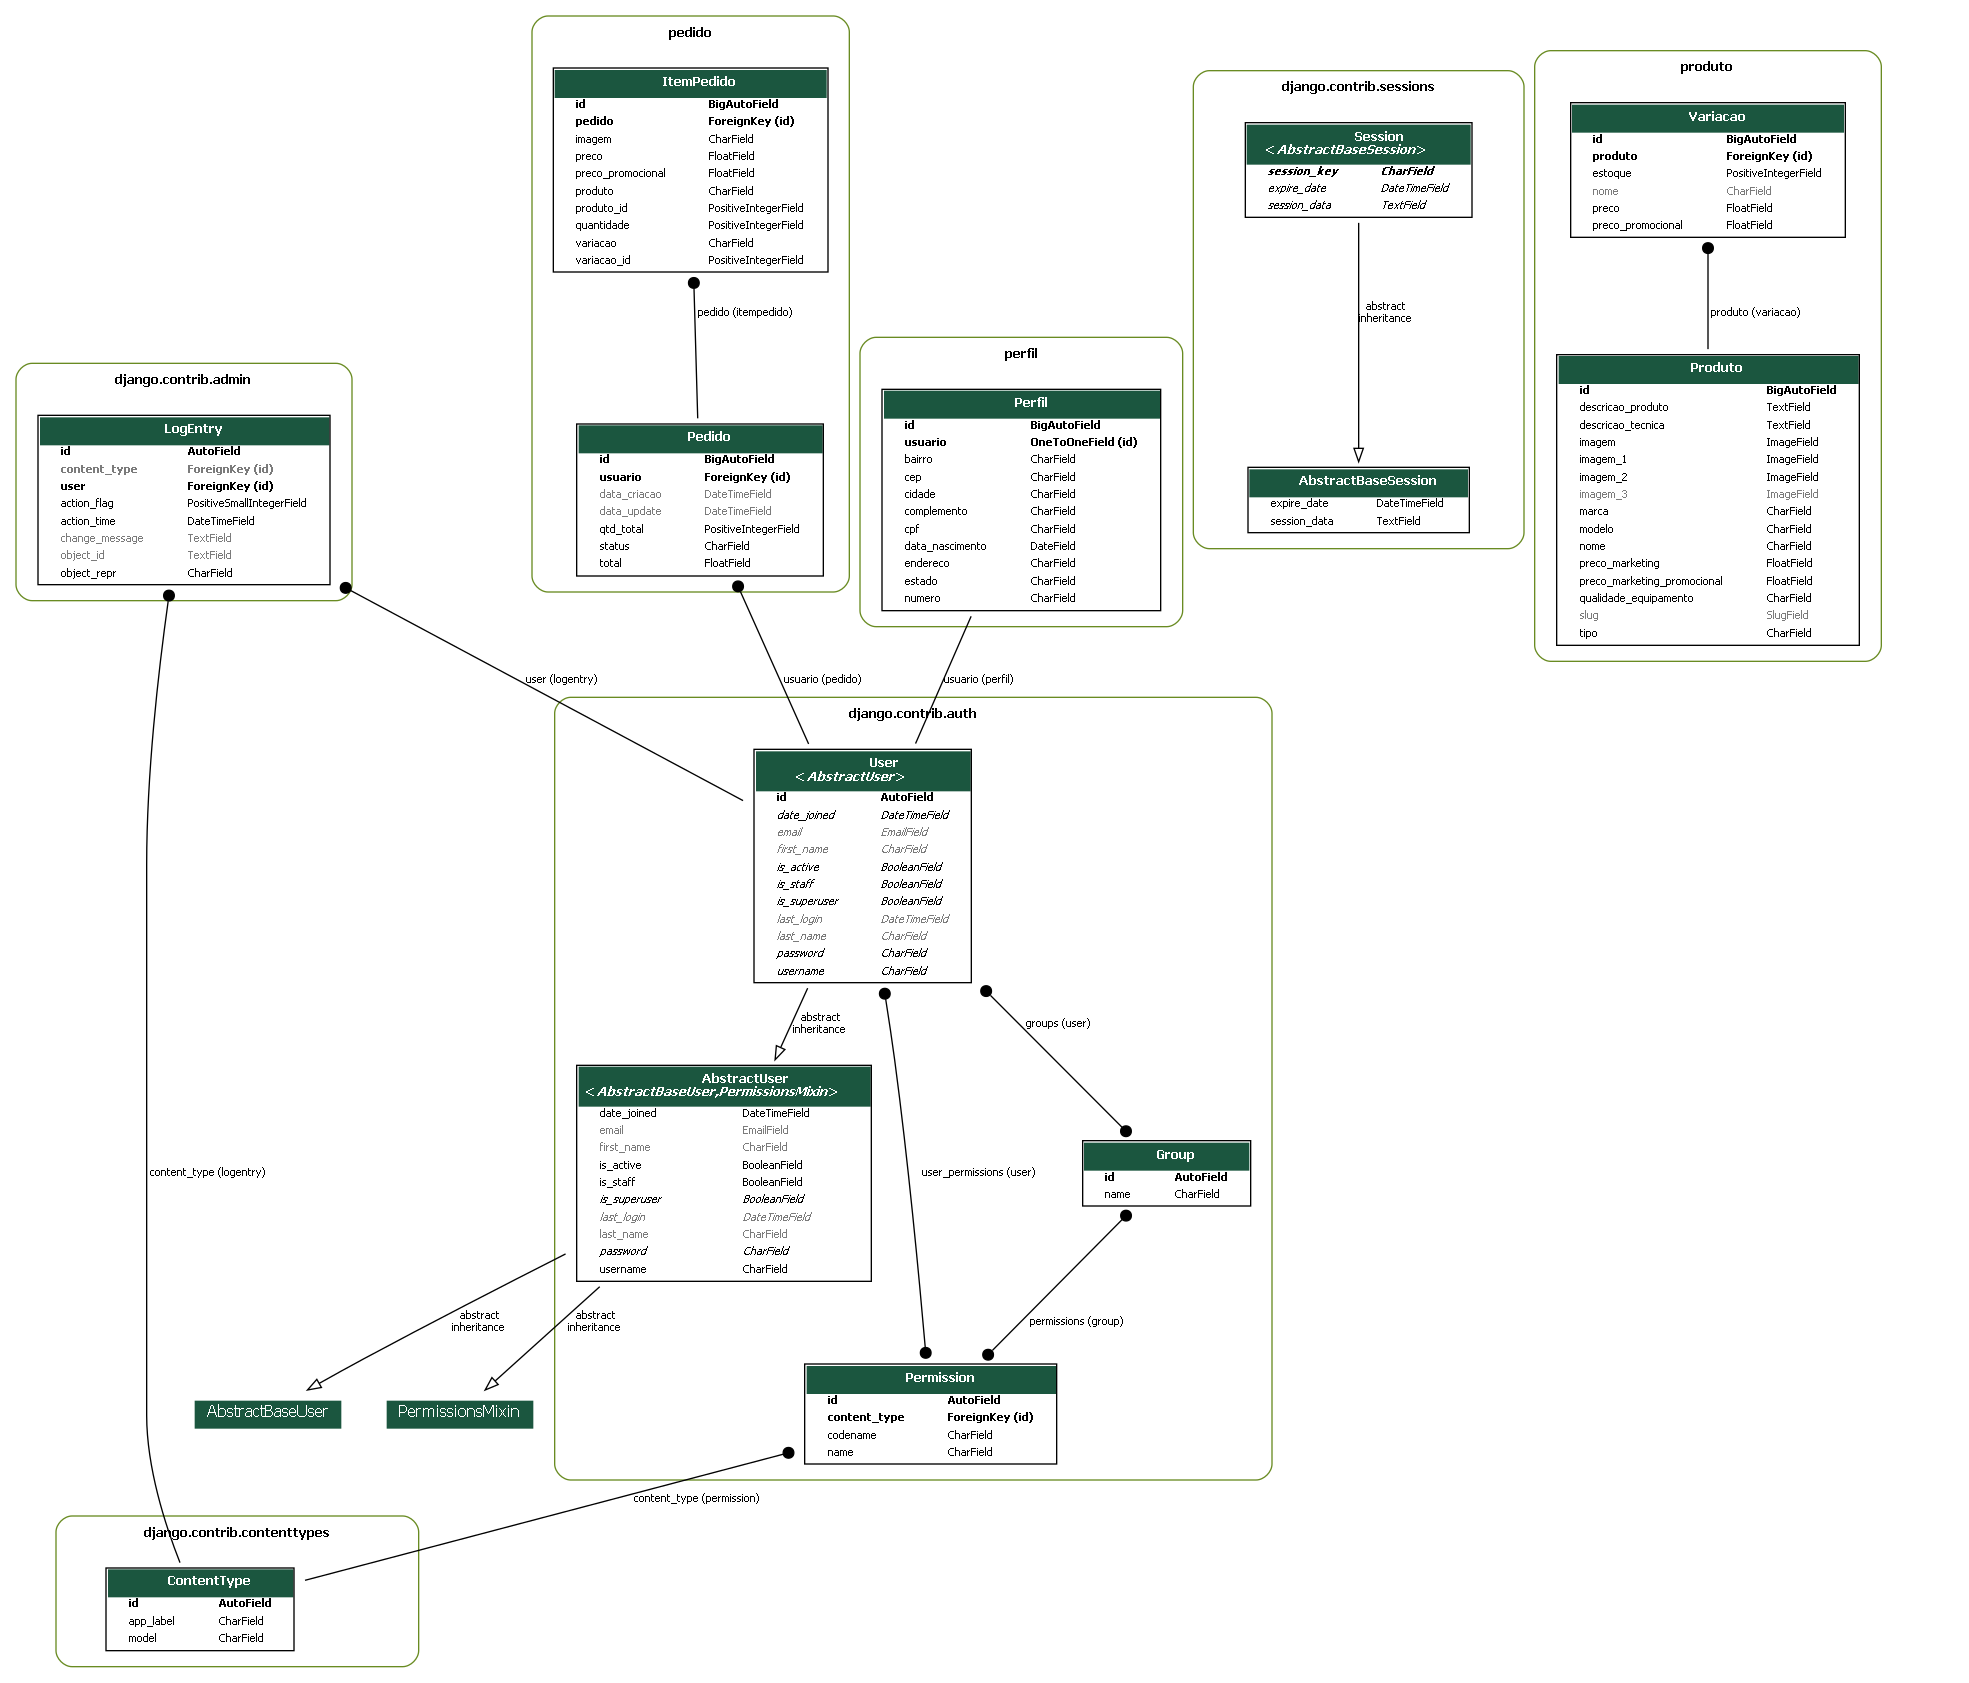 pedido
ItemPedido
id BigAutoField
pedido ForeignKey (id)
imagem CharField
preco FloatField
preco_promocional FloatField
produto CharField
produto_id PositiveIntegerField
quantidade PositiveIntegerField
variacao CharField
variacao_id PositiveIntegerField
pedido (itempedido)
Pedido
id BigAutoField
usuario ForeignKey (id)
data_criacao DateTimeField
data_update DateTimeField
qtd_total PositiveIntegerField
status CharField
total FloatField
django.contrib.sessions
Session
<AbstractBaseSession>
session_key CharField
expire_date DateTimeField
session_data TextField
abstract
inheritance
AbstractBaseSession
expire_date DateTimeField
session_data TextField
produto
Variacao
id BigAutoField
produto ForeignKey (id)
estoque PositiveIntegerField
nome CharField
preco FloatField
preco_promocional FloatField
produto (variacao)
Produto
id BigAutoField
descricao_produto TextField
descricao_tecnica TextField
imagem ImageField
imagem_1 ImageField
imagem_2 ImageField
imagem_3 ImageField
marca CharField
modelo CharField
nome CharField
preco_marketing FloatField
preco_marketing_promocional FloatField
qualidade_equipamento CharField
slug SlugField
tipo CharField
perfil
Perfil
id BigAutoField
usuario OneToOneField (id)
bairro CharField
cep CharField
cidade CharField
complemento CharField
cpf CharField
data_nascimento DateField
endereco CharField
estado CharField
numero CharField
django.contrib.admin
LogEntry
id AutoField
content_type ForeignKey (id)
user ForeignKey (id)
action_flag PositiveSmallIntegerField
action_time DateTimeField
change_message TextField
object_id TextField
object_repr CharField
user (logentry)
usuario (pedido)
usuario (perfil)
django.contrib.auth
User
<AbstractUser>
id AutoField
date_joined DateTimeField
email EmailField
first_name CharField
is_active BooleanField
is_staff BooleanField
is_superuser BooleanField
last_login DateTimeField
last_name CharField
password CharField
username CharField
abstract
inheritance
groups (user)
AbstractUser
<AbstractBaseUser,PermissionsMixin>
date_joined DateTimeField
email EmailField
first_name CharField
is_active BooleanField
is_staff BooleanField
is_superuser BooleanField
last_login DateTimeField
last_name CharField
password CharField
username CharField
content_type (logentry)
user_permissions (user)
Group
id AutoField
name CharField
abstract
inheritance
abstract
inheritance
permissions (group)
AbstractBaseUser
PermissionsMixin
Permission
id AutoField
content_type ForeignKey (id)
codename CharField
name CharField
content_type (permission)
django.contrib.contenttypes
ContentType
id AutoField
app_label CharField
model CharField